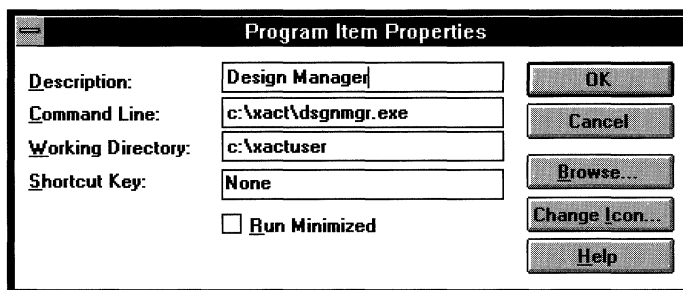 Program Item Properties
Description: Design Manager
Command Line: c:\xact\dsgnmgr.exe
Working Directory: c:\xactuser
Shortcut Key: None
Run Minimized
OK
Cancel
Browse...
Change Icon...
Help